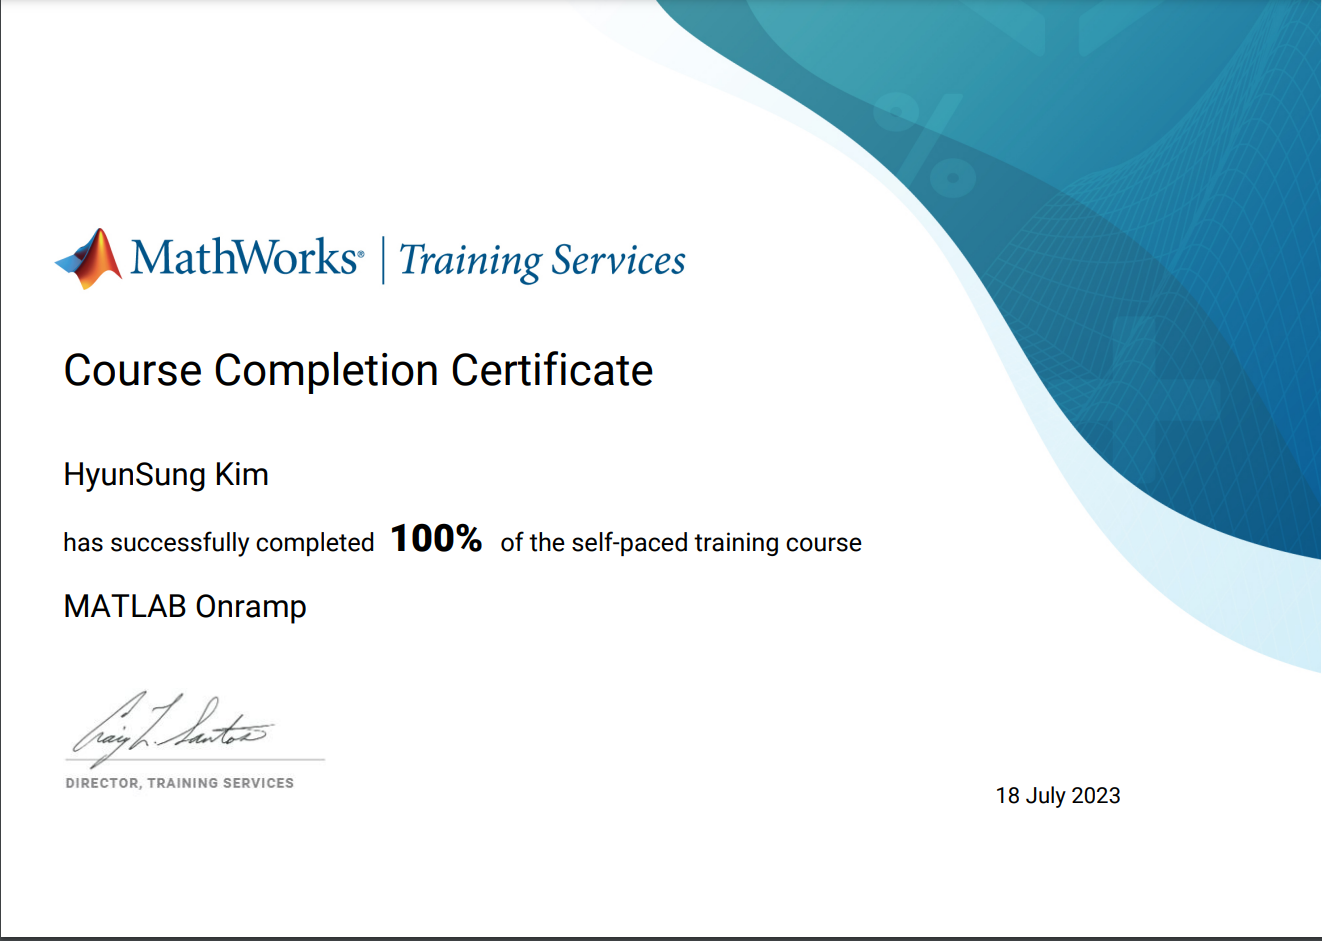 MathWorks® | Training Services
Course Completion Certificate
HyunSung Kim
has successfully completed 100% of the self-paced training course
MATLAB Onramp
Craig L. Santos
DIRECTOR, TRAINING SERVICES
18 July 2023